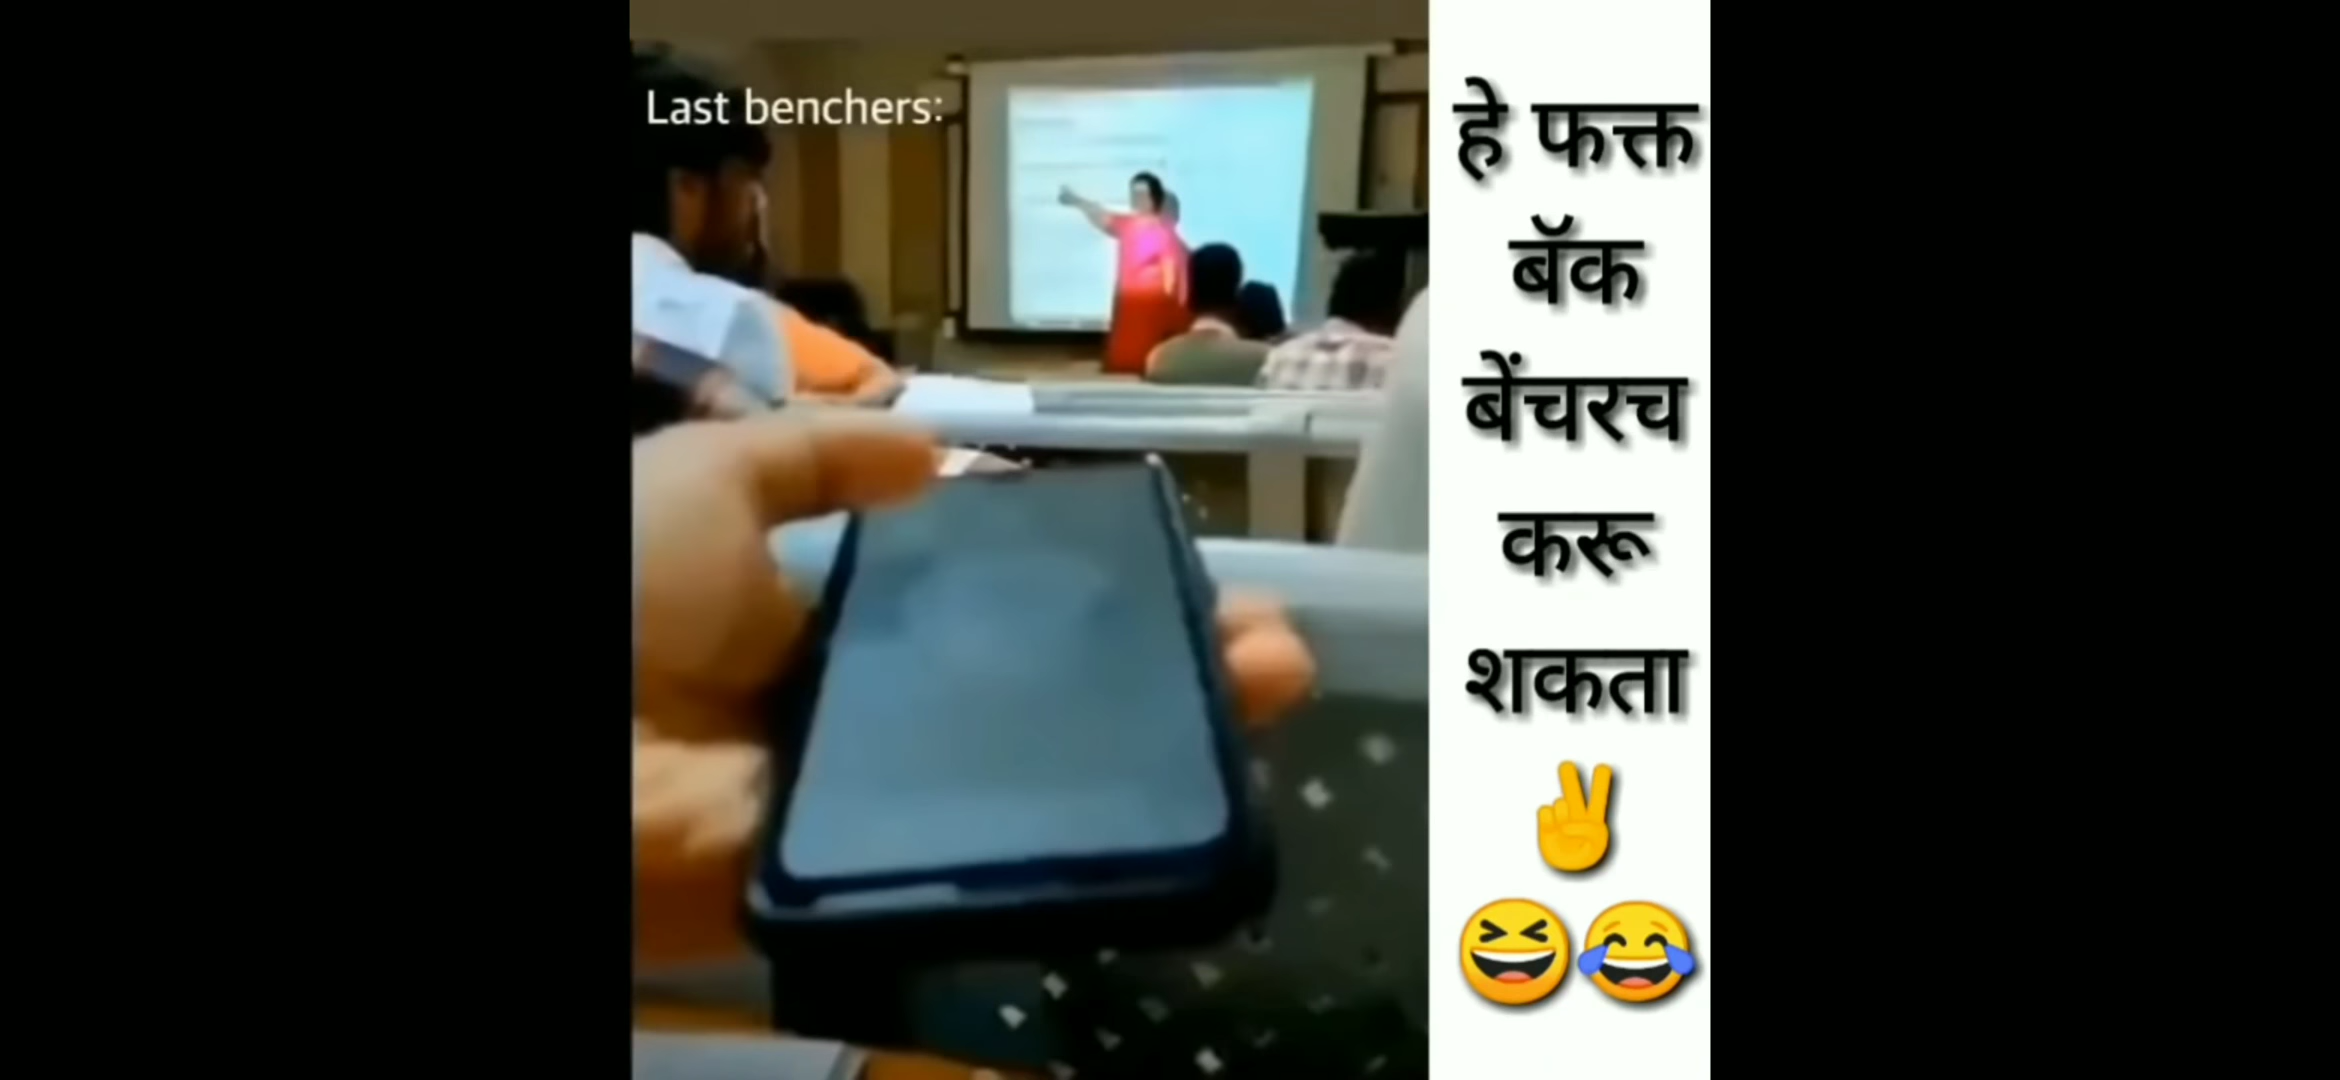 Last benchers:
हे फक्त
बॅक
बेंचरच
करू
शकता
✌️
😆😂